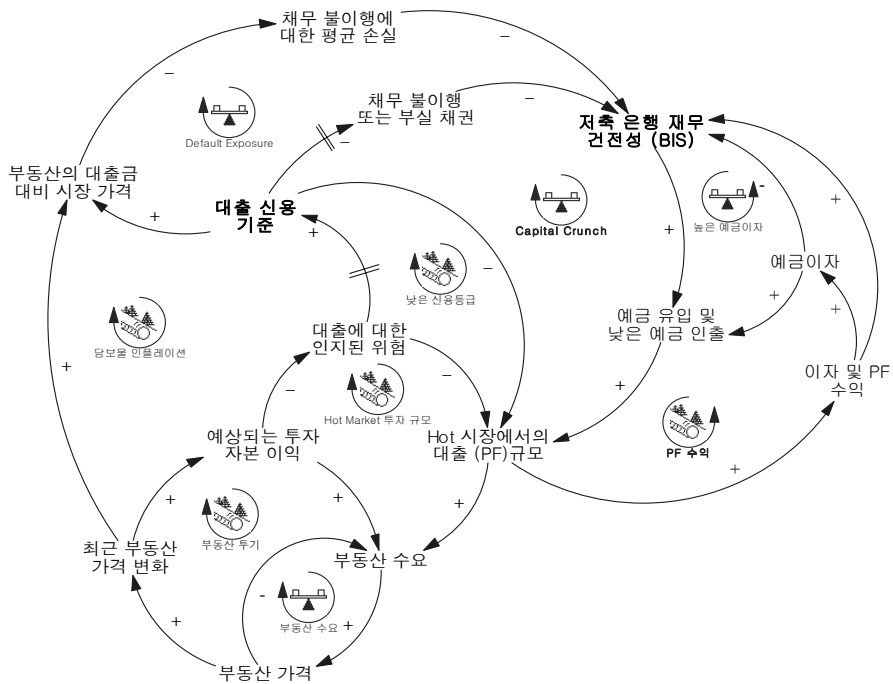 채무 불이행에
대한 평균 손실
–
–
채무 불이행
또는 부실 채권
–
저축 은행 재무
건전성 (BIS)
Default Exposure
–
부동산의 대출금
대비 시장 가격
+
대출 신용
기준
+
Capital Crunch
-
높은 예금이자
+
+
–
예금이자
낮은 신용등급
+
+
예금 유입 및
낮은 예금 인출
대출에 대한
인지된 위험
담보물 인플레이션
+
–
–
+
이자 및 PF
수익
Hot Market 투자 규모
예상되는 투자
자본 이익
Hot 시장에서의
대출 (PF)규모
PF 수익
+
+
+
+
부동산 투기
최근 부동산
가격 변화
부동산 수요
-
+
부동산 수요
+
부동산 가격